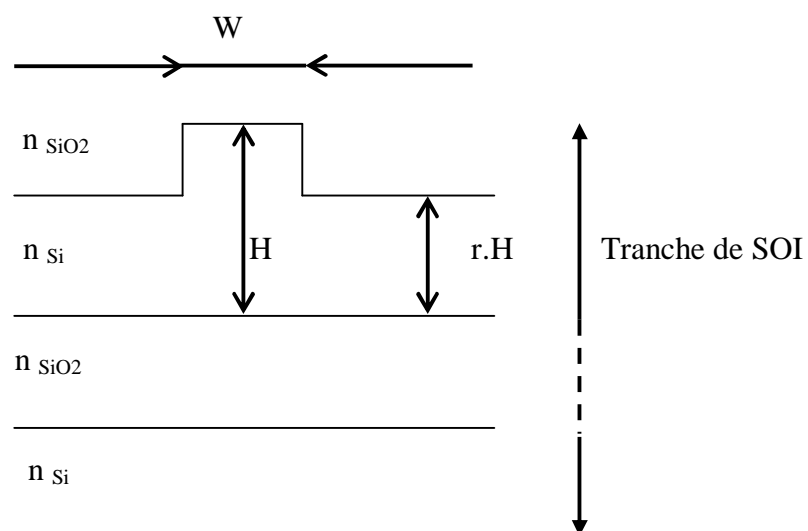 W
n SiO2
n Si
H
r.H
Tranche de SOI
n SiO2
n Si